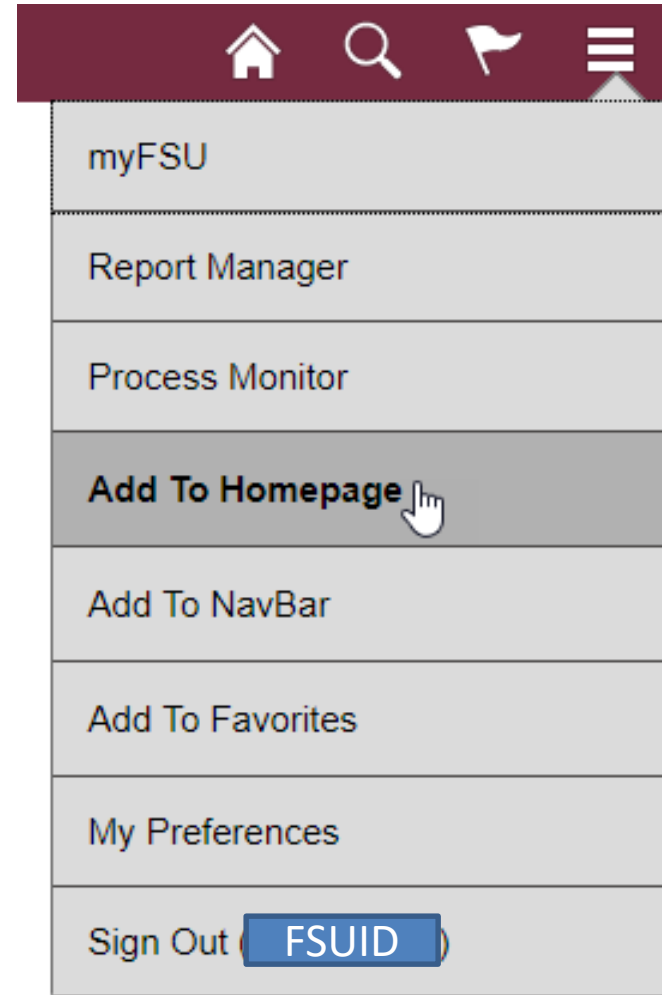 myFSU
Report Manager
Process Monitor
Add To Homepage
Add To NavBar
Add To Favorites
My Preferences
Sign Out ( FSUID )